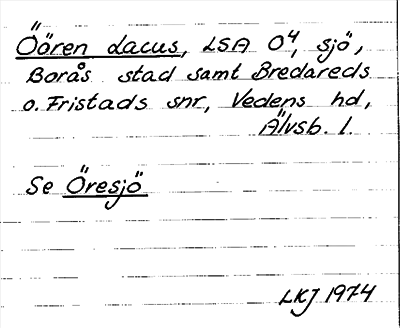 Öören Lacus, LSA O4, sjö,
Borås stad samt Bredareds
o. Fristads snr, Vedens hd,
Älvsb. l.
Se Öresjö
LKJ 1974